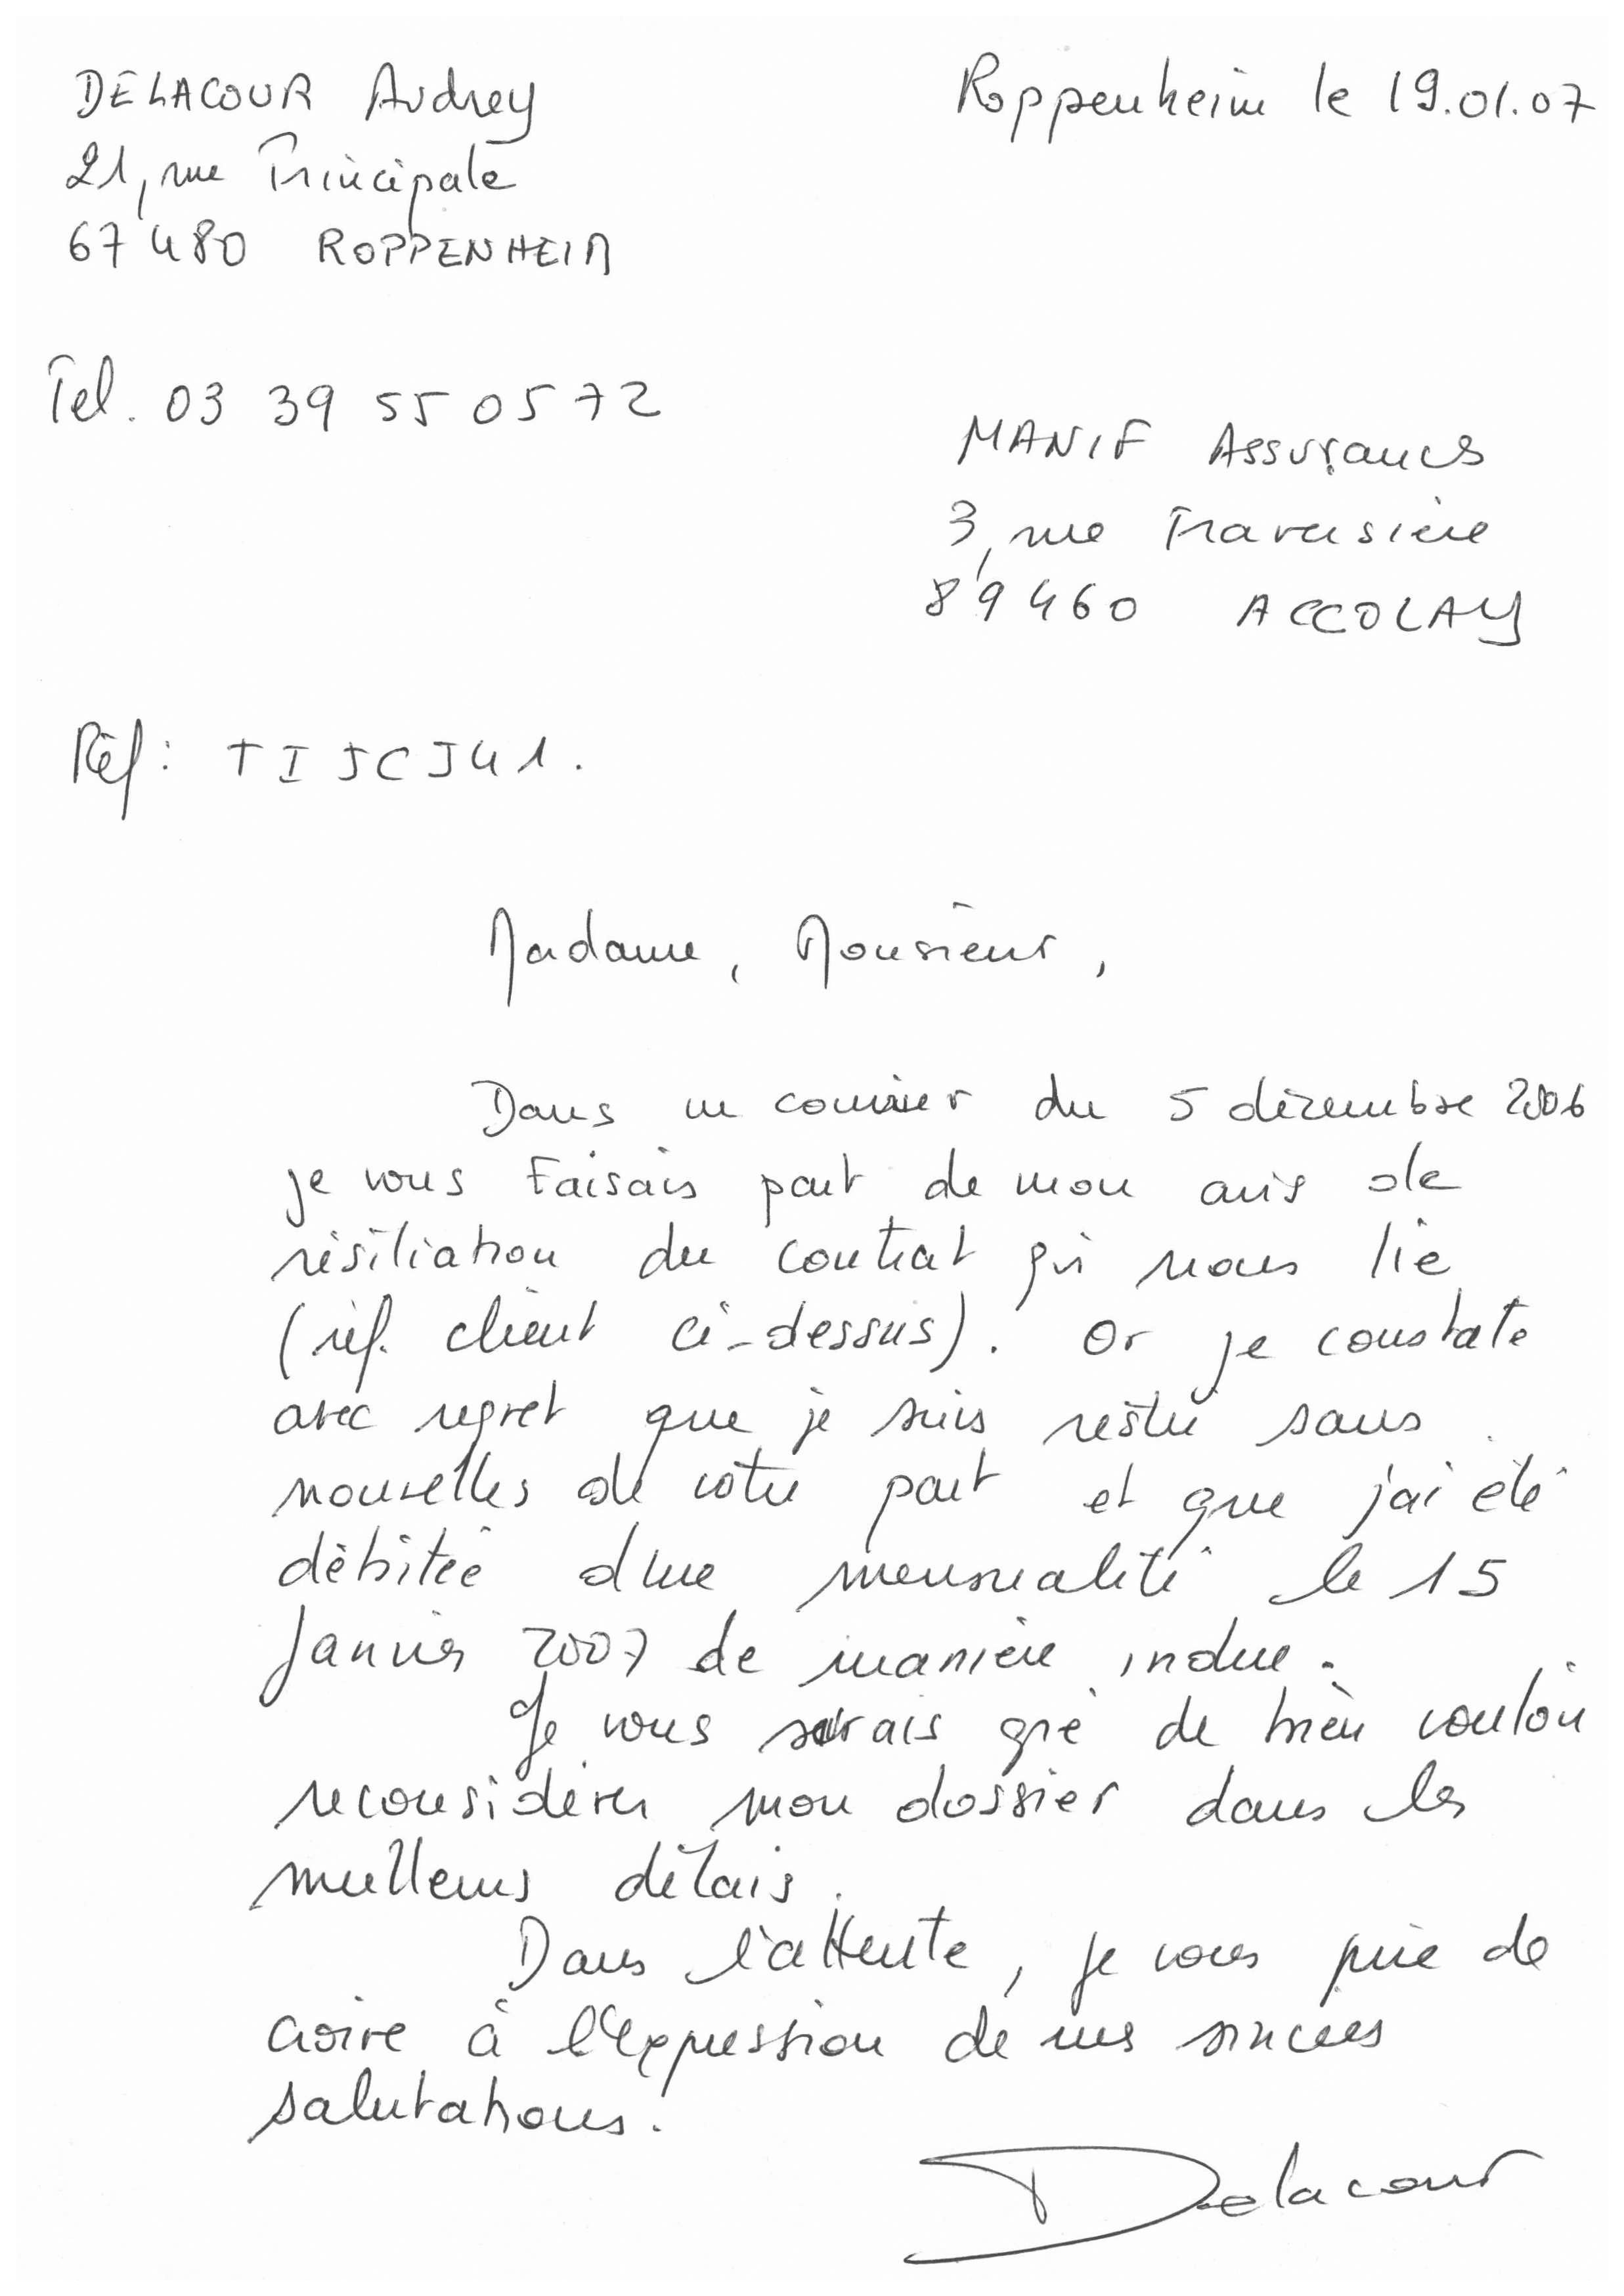 DELACOUR Audrey
Roppenheim le 19.01.07
21, rue Principale
67480 ROPPENHEIM
Tel. 03 39 55 05 72
MANIF Assurances
3, rue Traversière
89460 ACCOLAY
Réf: TISCJ41.
Madame, Monsieur,
Dans un courrier du 5 décembre 2006
je vous faisais part de mon avis de
résiliation du contrat qui nous lie
(réf. client ci-dessus). Or je constate
avec regret que je suis restée sans
nouvelles de votre part et que j'ai été
débitée d'une mensualité le 15
Janvier 2007 de manière indue.
Je vous saurais gré de bien vouloir
reconsidérer mon dossier dans les
meilleurs délais.
Dans l'attente, je vous prie de
croire à l'expression de mes sincères
salutations.
Delacour